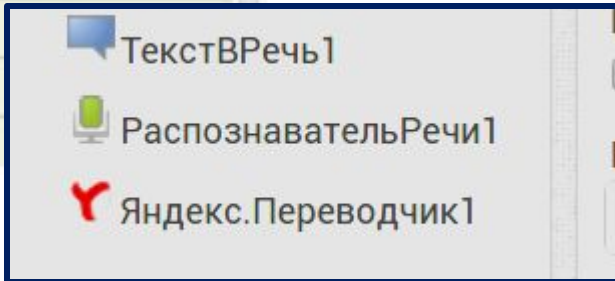 ТекстВРечь1
РаспознавательРечи1
Яндекс.Переводчик1